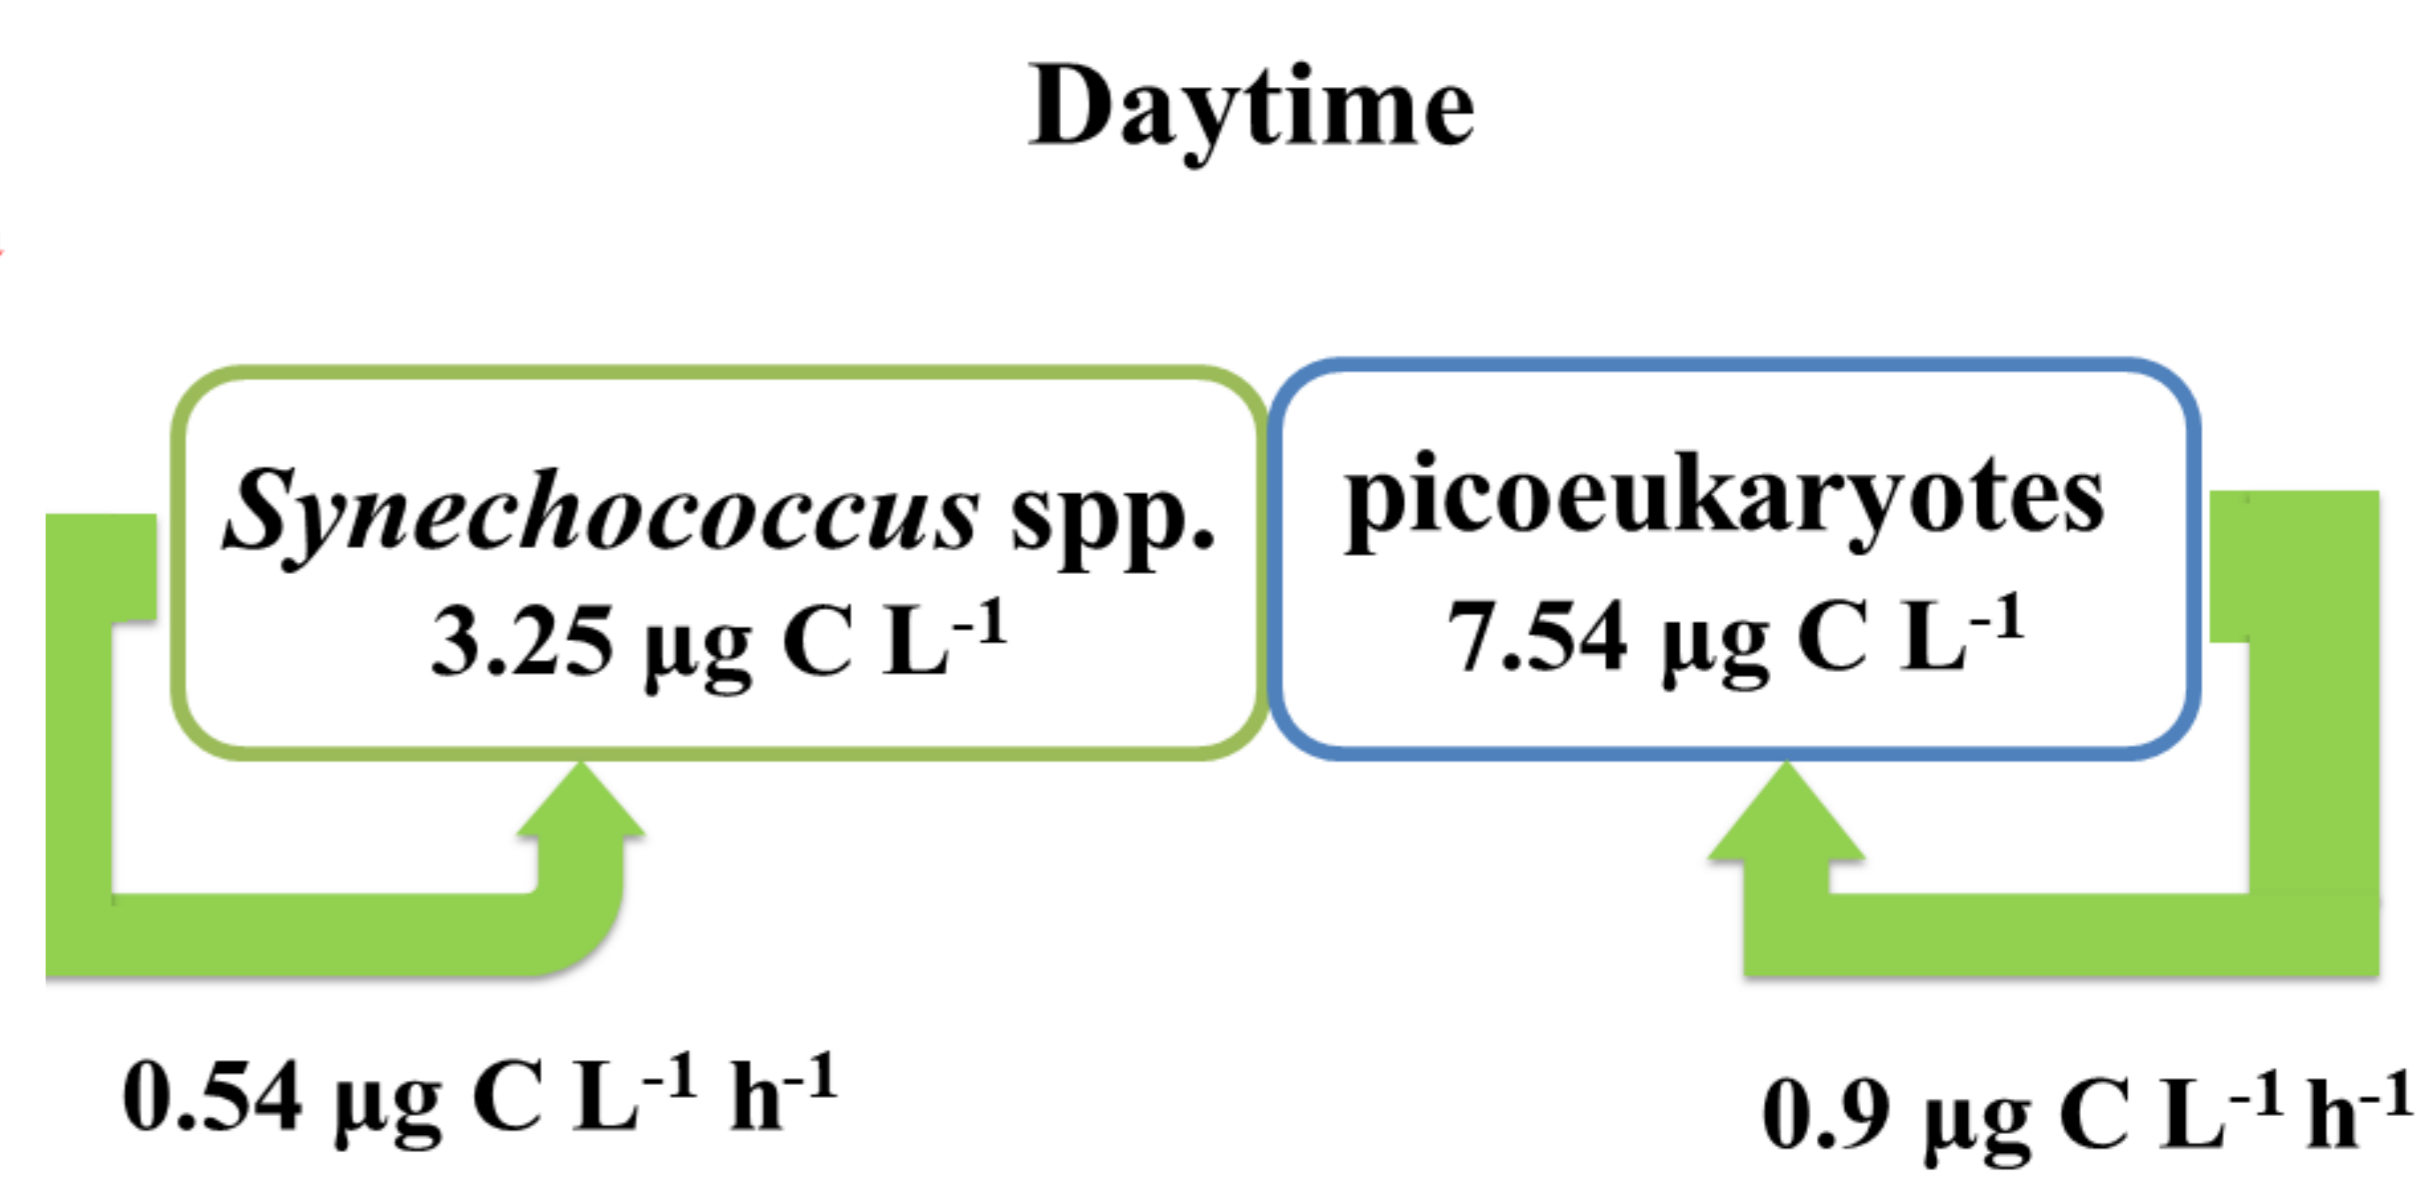 Daytime
Synechococcus spp.
3.25 µg C L⁻¹
picoeukaryotes
7.54 µg C L⁻¹
0.54 µg C L⁻¹ h⁻¹
0.9 µg C L⁻¹ h⁻¹